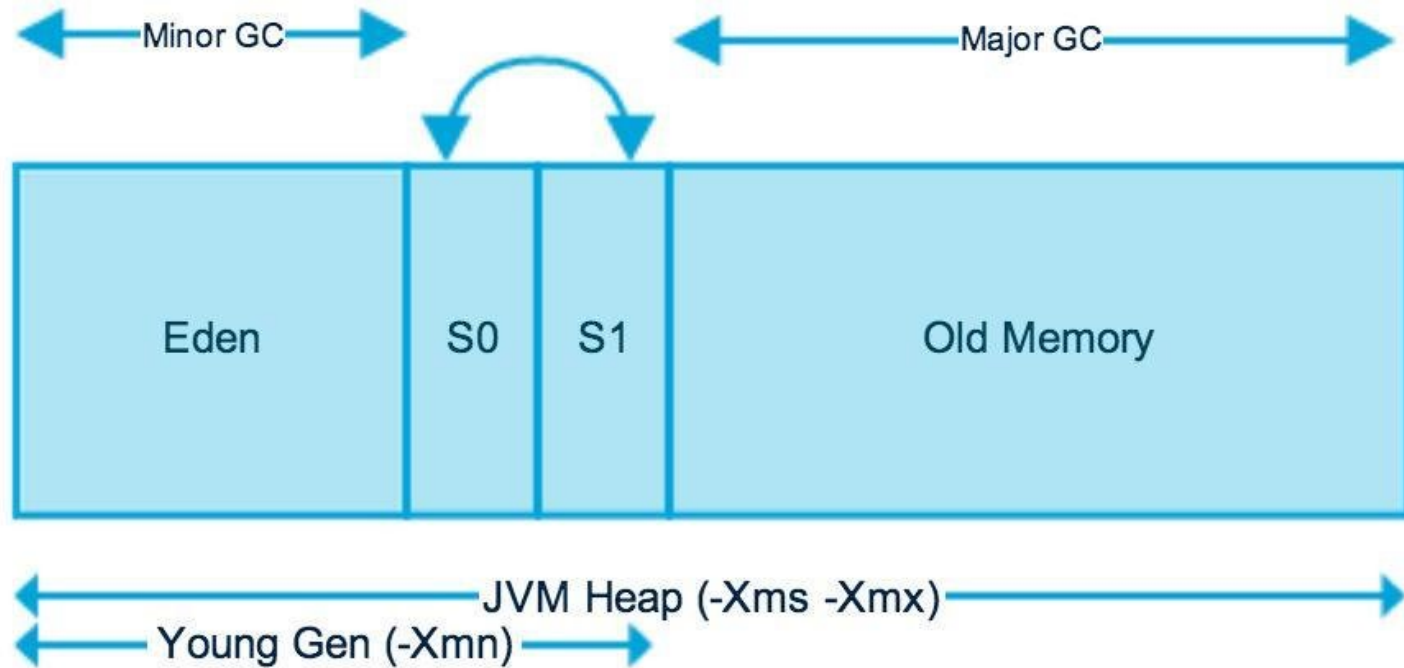 Minor GC
Major GC
Eden
S0
S1
Old Memory
JVM Heap (-Xms -Xmx)
Young Gen (-Xmn)